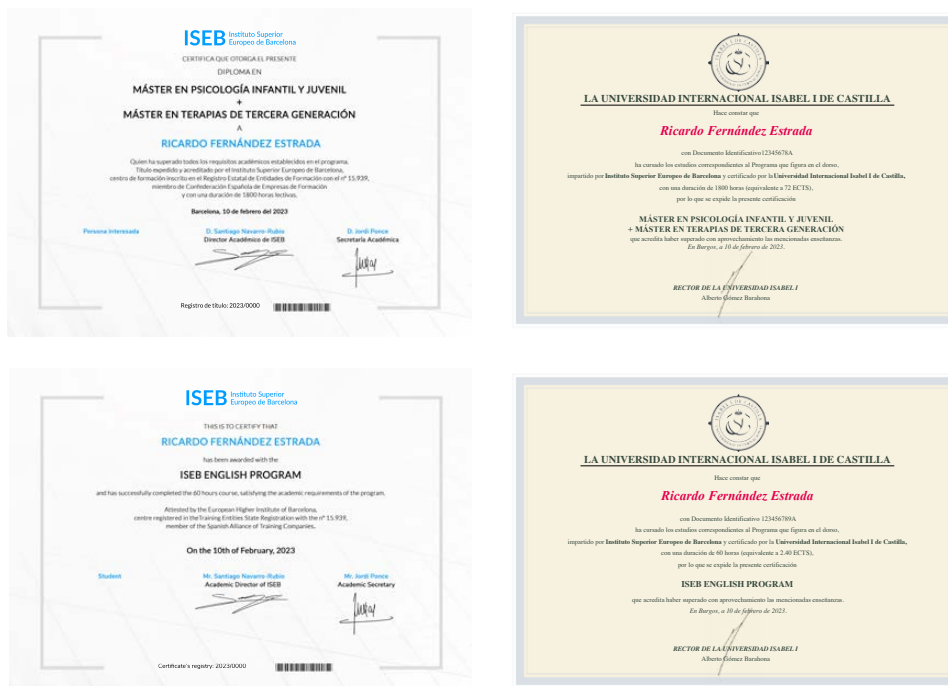 ISEB Instituto Superior
Europeo de Barcelona
CERTIFICA QUE OTORGA EL PRESENTE
DIPLOMA EN
MÁSTER EN PSICOLOGÍA INFANTIL Y JUVENIL
+
MÁSTER EN TERAPIAS DE TERCERA GENERACIÓN
A
RICARDO FERNÁNDEZ ESTRADA
Quien ha superado todos los requisitos académicos establecidos en el programa.
Título expedido y acreditado por el Instituto Superior Europeo de Barcelona,
centro de formación inscrito en el Registro Estatal de Entidades de Formación con el nº 15.939,
miembro de Confederación Española de Empresas de Formación
y con una duración de 1800 horas lectivas.
Barcelona, 10 de febrero del 2023
Persona Interesada
D. Santiago Navarro-Rubio
Director Académico de ISEB
D. Jordi Ponce
Secretaría Académica
Registro de título: 2023/0000
LA UNIVERSIDAD INTERNACIONAL ISABEL I DE CASTILLA
Hace constar que
Ricardo Fernández Estrada
con Documento Identificativo12345678A
ha cursado los estudios correspondientes al Programa que figura en el dorso,
impartido por Instituto Superior Europeo de Barcelona y certificado por la Universidad Internacional Isabel I de Castilla,
con una duración de 1800 horas (equivalente a 72 ECTS),
por lo que se expide la presente certificación
MÁSTER EN PSICOLOGÍA INFANTIL Y JUVENIL
+ MÁSTER EN TERAPIAS DE TERCERA GENERACIÓN
que acredita haber superado con aprovechamiento las mencionadas enseñanzas.
En Burgos, a 10 de febrero de 2023.
RECTOR DE LA UNIVERSIDAD ISABEL I
Alberto Gómez Barahona
ISEB Instituto Superior
Europeo de Barcelona
THIS IS TO CERTIFY THAT
RICARDO FERNÁNDEZ ESTRADA
has been awarded with the
ISEB ENGLISH PROGRAM
and has successfully completed the 60 hours course, satisfying the academic requirements of the program.
Attested by the European Higher Institute of Barcelona,
centre registered in the Training Entities State Registration with the nº 15.939,
member of the Spanish Alliance of Training Companies.
On the 10th of February, 2023
Student
Mr. Santiago Navarro-Rubio
Academic Director of ISEB
Mr. Jordi Ponce
Academic Secretary
Certificate's registry: 2023/0000
LA UNIVERSIDAD INTERNACIONAL ISABEL I DE CASTILLA
Hace constar que
Ricardo Fernández Estrada
con Documento Identificativo 123456789A
ha cursado los estudios correspondientes al Programa que figura en el dorso,
impartido por Instituto Superior Europeo de Barcelona y certificado por la Universidad Internacional Isabel I de Castilla,
con una duración de 60 horas (equivalente a 2.40 ECTS),
por lo que se expide la presente certificación
ISEB ENGLISH PROGRAM
que acredita haber superado con aprovechamiento las mencionadas enseñanzas.
En Burgos, a 10 de febrero de 2023.
RECTOR DE LA UNIVERSIDAD ISABEL I
Alberto Gómez Barahona